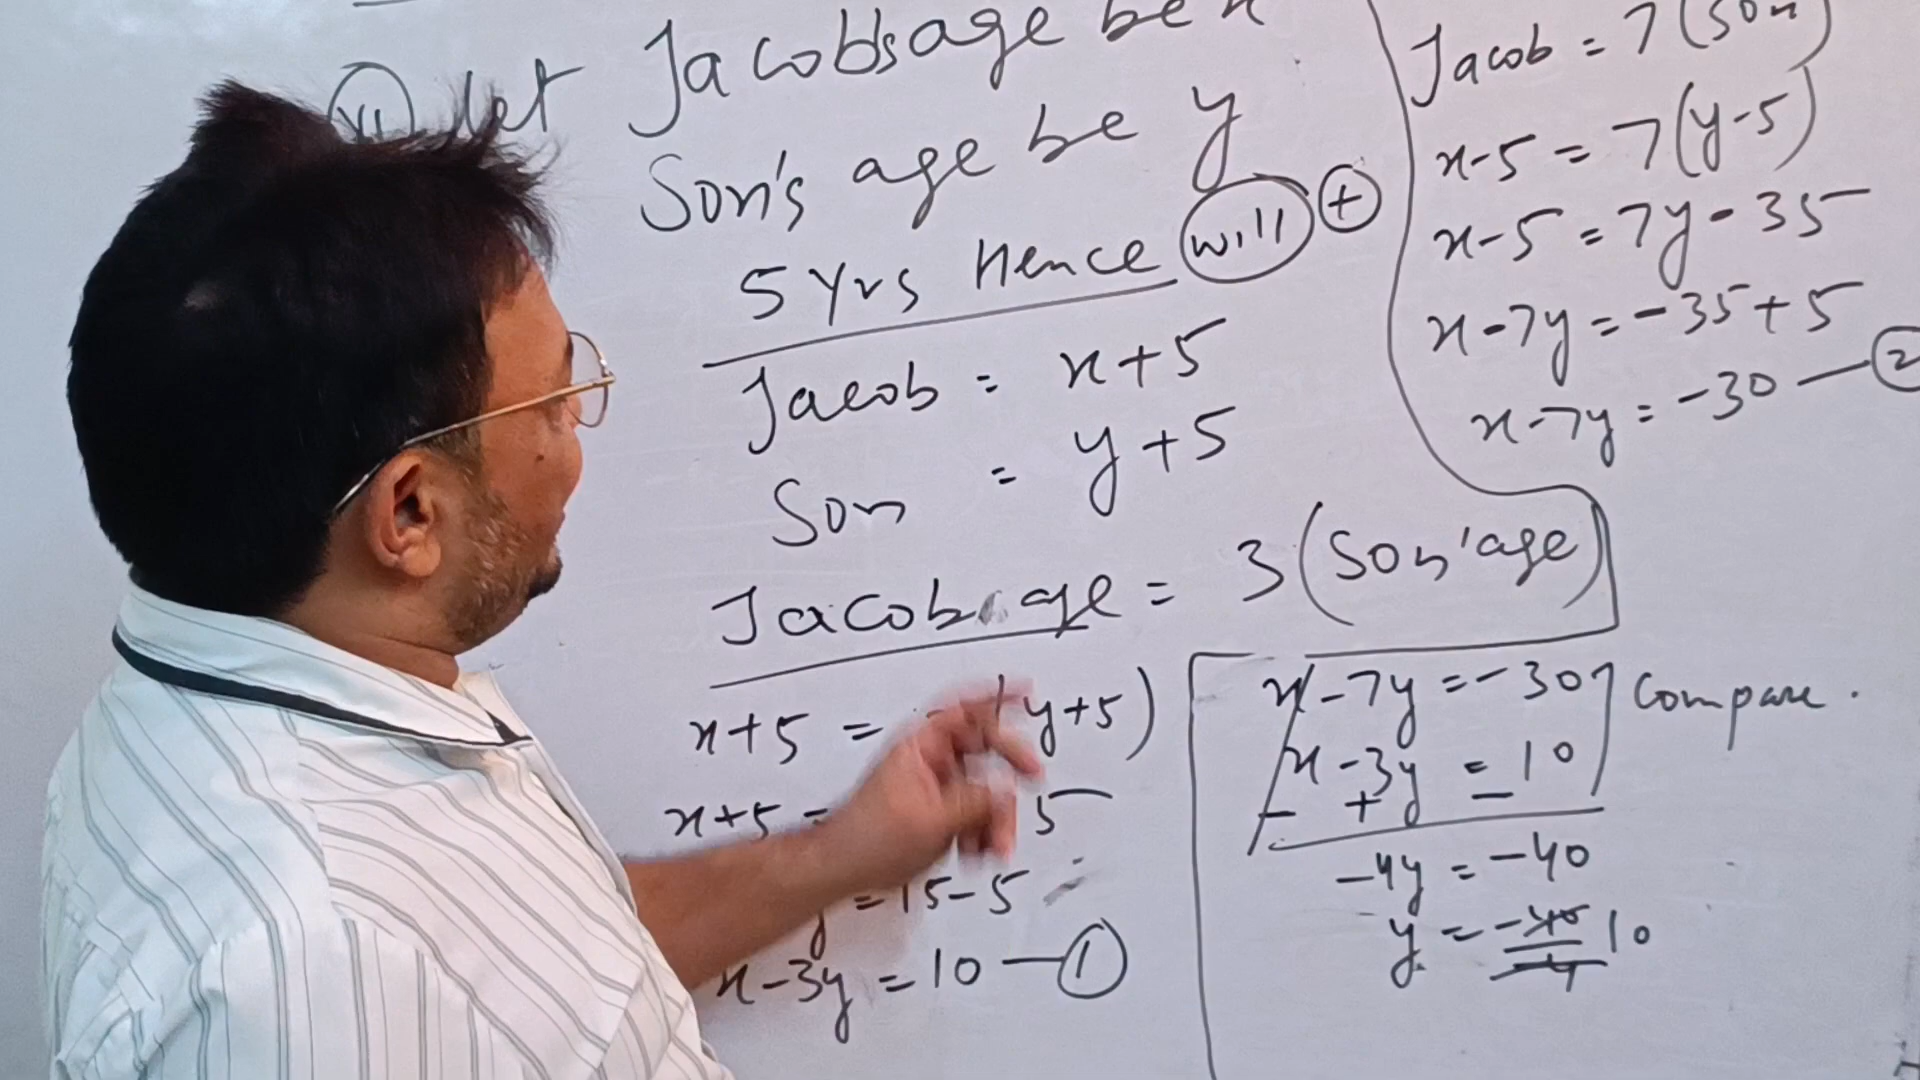 VI let Jacob's age be x
Son's age be y
5 Yrs Hence will +
Jacob = x+5
Son = y+5
Jacob age = 3 (Son'age)
x+5 = (y+5)
x+5 = 5
y = 15-5
x-3y = 10 — 1
Jacob = 7 (Son)
x-5 = 7(y-5)
x-5 = 7y-35
x-7y = -35+5
x-7y = -30 — 2
x-7y = -30 Compare.
x-3y = 10
- + -
-4y = -40
y = -40 10
-4